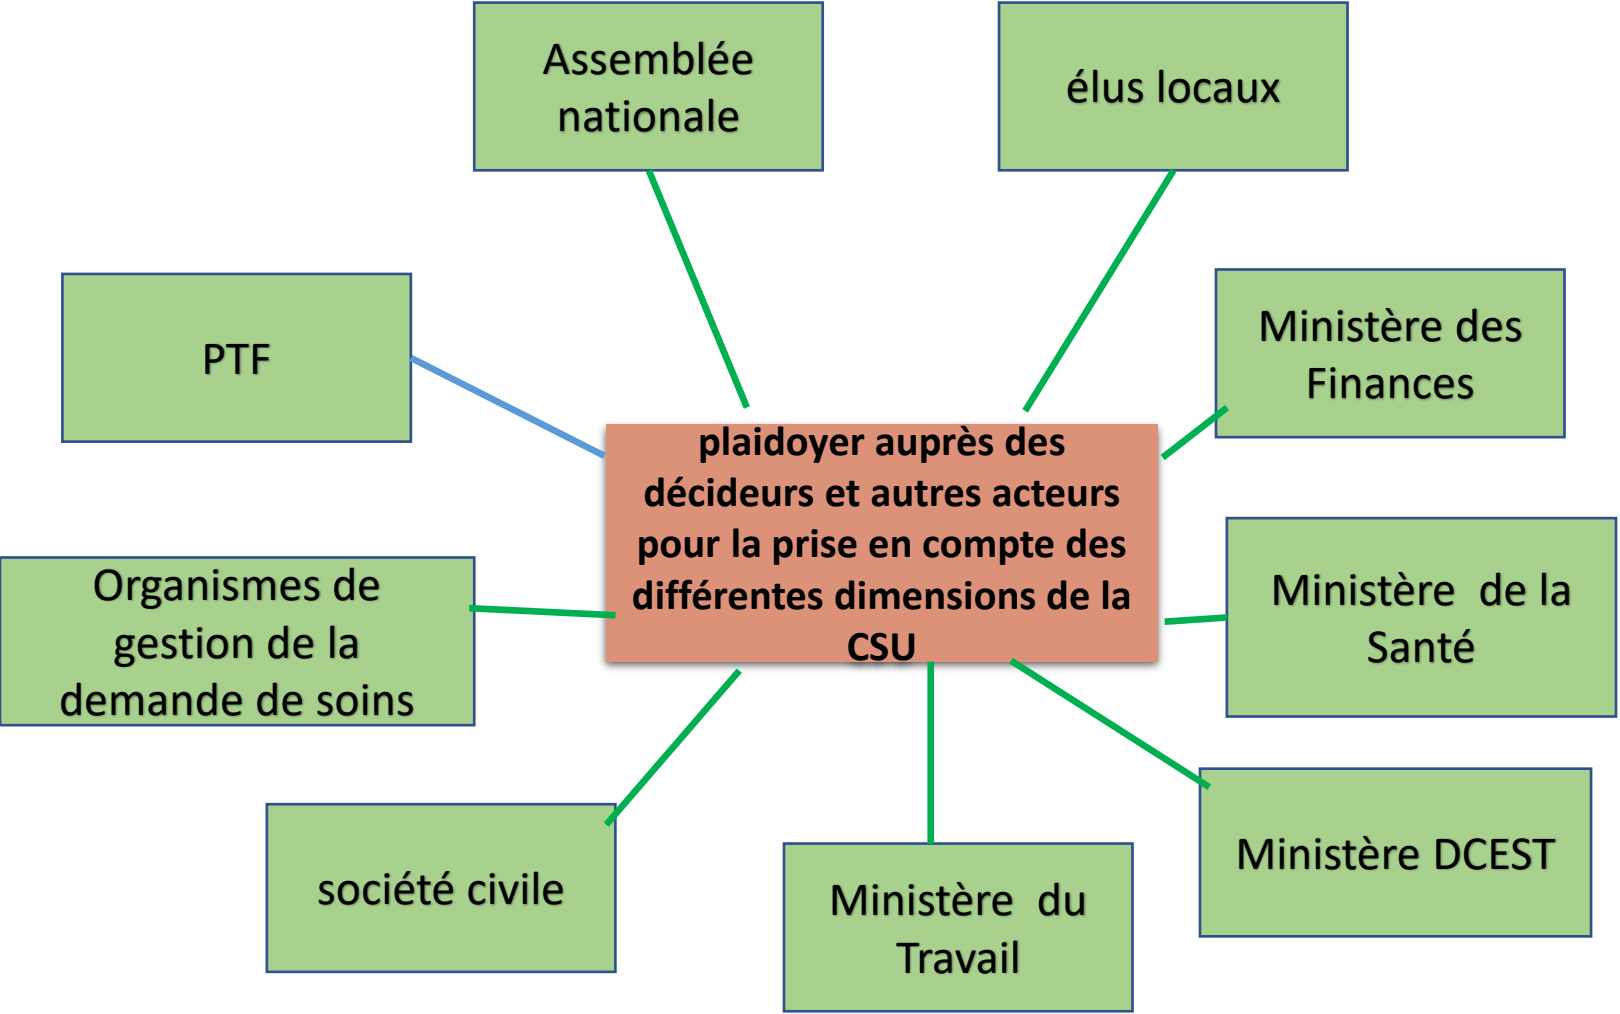 Assemblée
nationale
élus locaux
PTF
Ministère des
Finances
plaidoyer auprès des
décideurs et autres acteurs
pour la prise en compte des
différentes dimensions de la
CSU
Organismes de
gestion de la
demande de soins
Ministère de la
Santé
société civile
Ministère du
Travail
Ministère DCEST